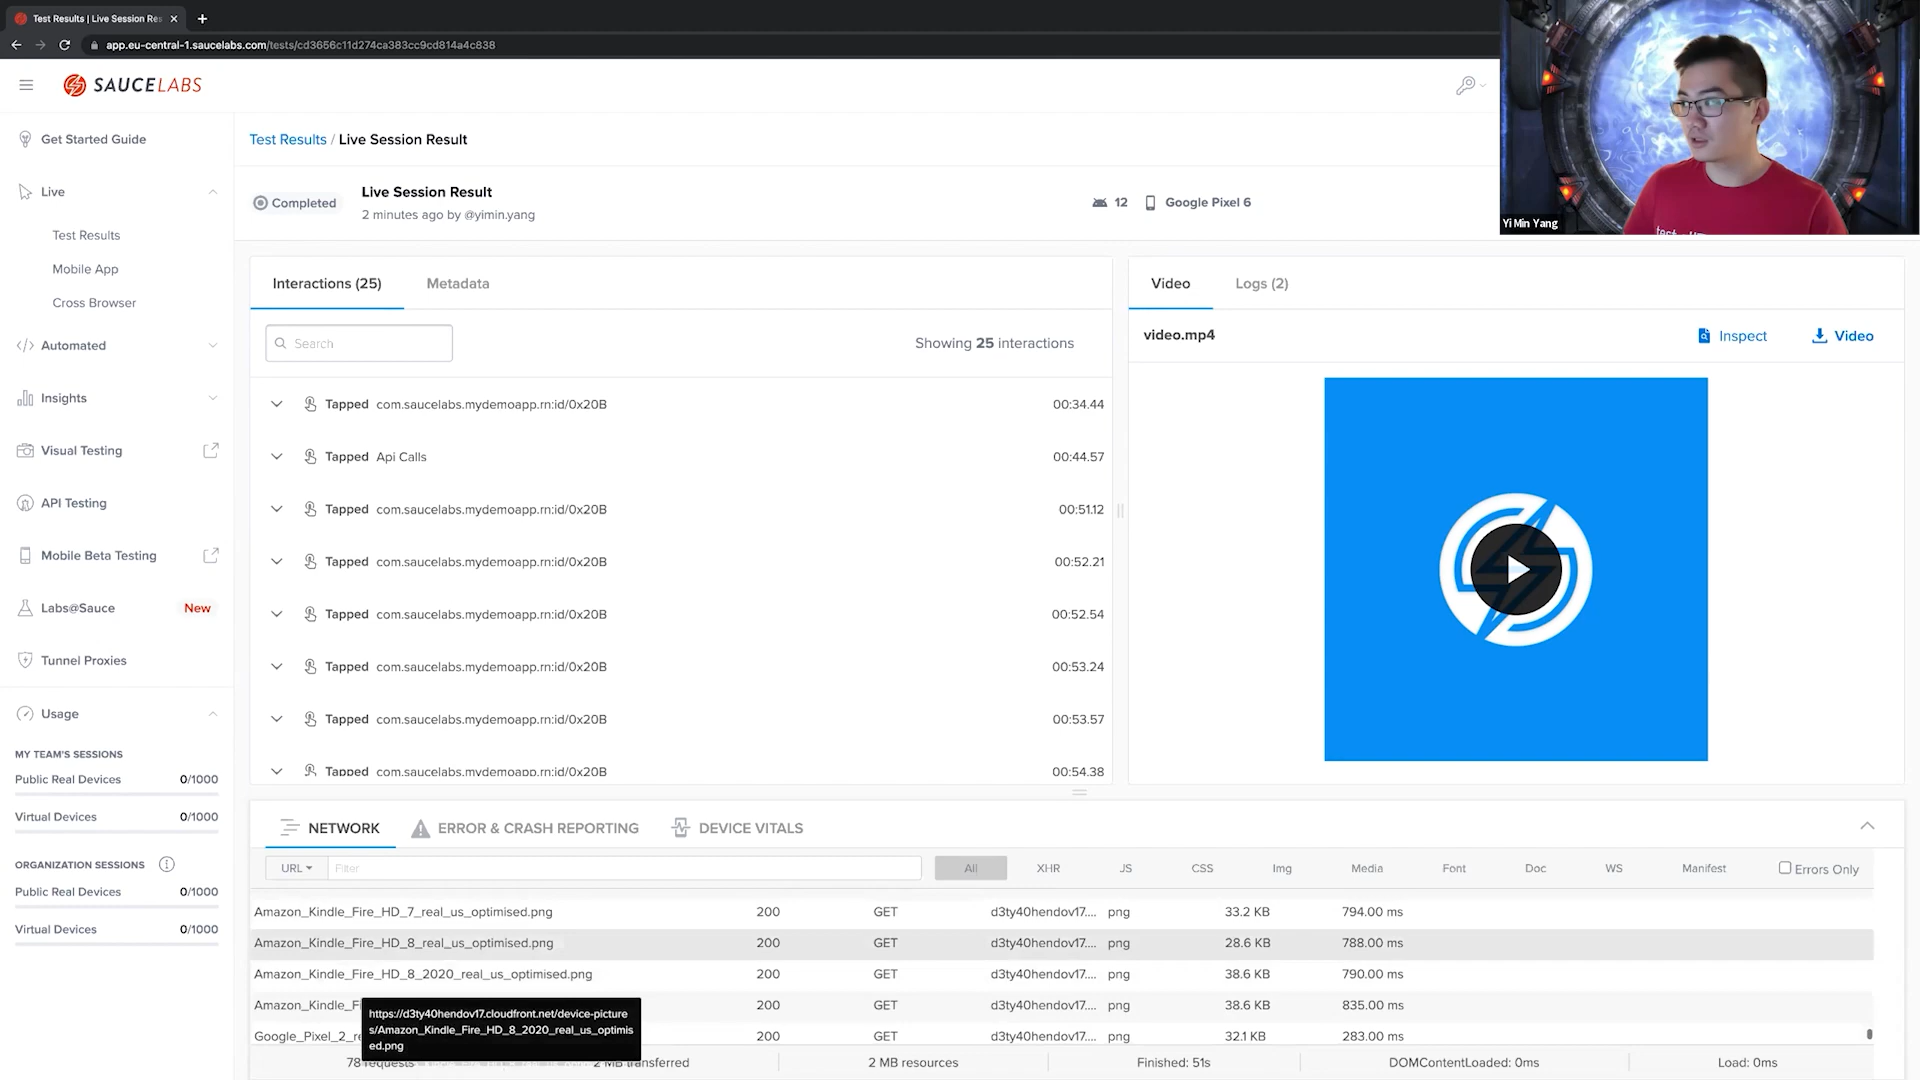 Test Results | Live Session Res
app.eu-central-1.saucelabs.com/tests/cd3656c11d274ca383cc9cd814a4c838
SAUCELABS
Yi Min Yang
Get Started Guide
Live
Test Results
Mobile App
Cross Browser
Automated
Insights
Visual Testing
API Testing
Mobile Beta Testing
Labs@Sauce New
Tunnel Proxies
Usage
MY TEAM'S SESSIONS
Public Real Devices 0/1000
Virtual Devices 0/1000
ORGANIZATION SESSIONS
Public Real Devices 0/1000
Virtual Devices 0/1000
Test Results / Live Session Result
Completed
Live Session Result
2 minutes ago by @yimin.yang
12 Google Pixel 6
Interactions (25) Metadata
Search
Showing 25 interactions
Tapped com.saucelabs.mydemoapp.rn:id/0x20B 00:34.44
Tapped Api Calls 00:44.57
Tapped com.saucelabs.mydemoapp.rn:id/0x20B 00:51.12
Tapped com.saucelabs.mydemoapp.rn:id/0x20B 00:52.21
Tapped com.saucelabs.mydemoapp.rn:id/0x20B 00:52.54
Tapped com.saucelabs.mydemoapp.rn:id/0x20B 00:53.24
Tapped com.saucelabs.mydemoapp.rn:id/0x20B 00:53.57
Tapped com.saucelabs.mydemoapp.rn:id/0x20B 00:54.38
Video Logs (2)
video.mp4 Inspect Video
NETWORK ERROR & CRASH REPORTING DEVICE VITALS
URL Filter All XHR JS CSS Img Media Font Doc WS Manifest Errors Only
Amazon_Kindle_Fire_HD_7_real_us_optimised.png 200 GET d3ty40hendov17.... png 33.2 KB 794.00 ms
Amazon_Kindle_Fire_HD_8_real_us_optimised.png 200 GET d3ty40hendov17.... png 28.6 KB 788.00 ms
Amazon_Kindle_Fire_HD_8_2020_real_us_optimised.png 200 GET d3ty40hendov17.... png 38.6 KB 790.00 ms
Amazon_Kindle_F 200 GET d3ty40hendov17.... png 38.6 KB 835.00 ms
Google_Pixel_2_re 200 GET d3ty40hendov17.... png 32.1 KB 283.00 ms
https://d3ty40hendov17.cloudfront.net/device-picture
s/Amazon_Kindle_Fire_HD_8_2020_real_us_optimis
ed.png
78 requests 2 MB transferred 2 MB resources Finished: 51s DOMContentLoaded: 0ms Load: 0ms